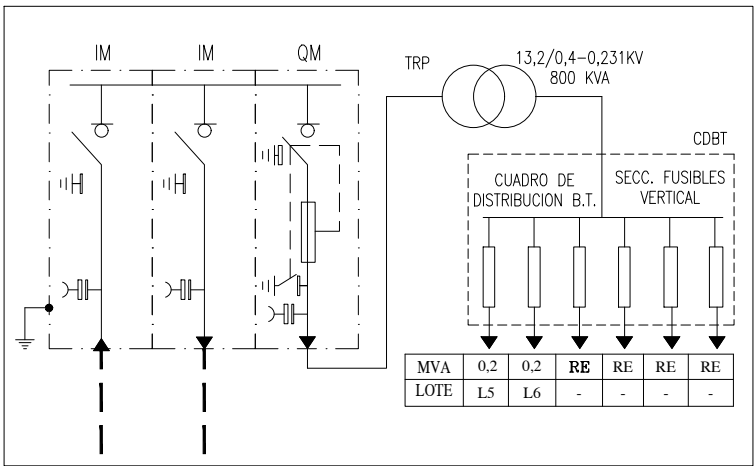 IM IM QM
TRP
13,2/0,4-0,231KV
800 KVA
CDBT
CUADRO DE
DISTRIBUCION B.T.
SECC. FUSIBLES
VERTICAL
MVA 0,2 0,2 RE RE RE RE
LOTE L5 L6 - - - -